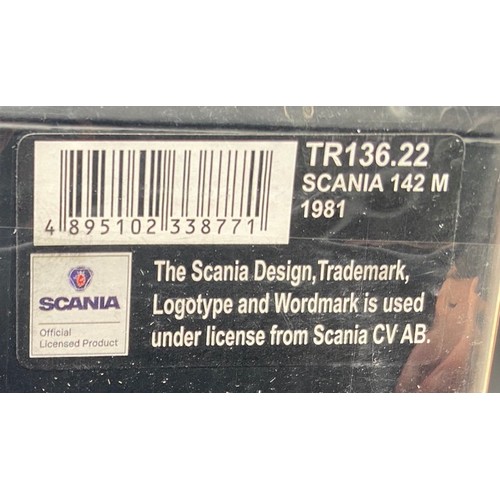 TR136.22
SCANIA 142 M
1981
4 895102 338771
SCANIA
Official
Licensed Product
The Scania Design,Trademark,
Logotype and Wordmark is used
under license from Scania CV AB.